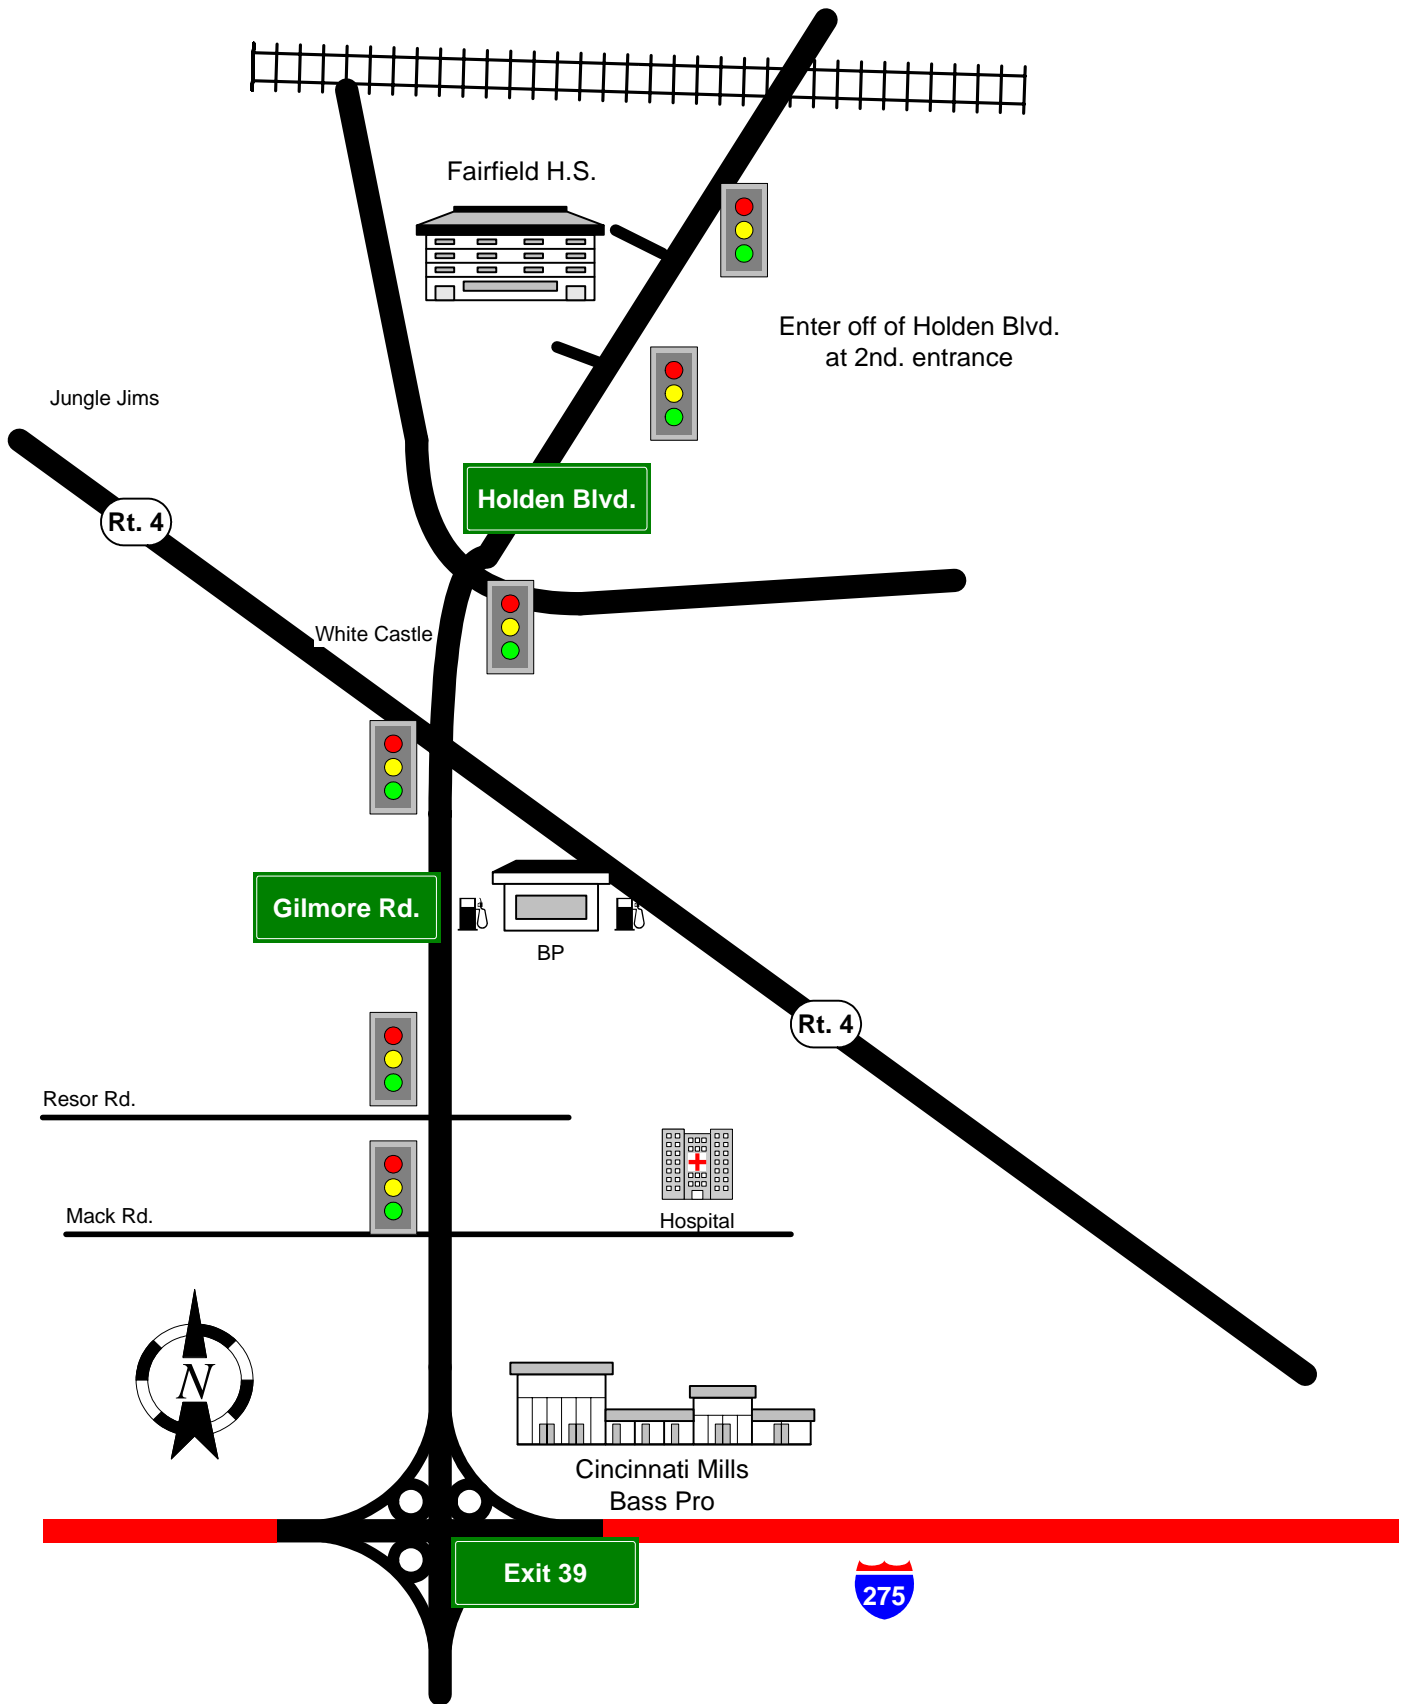 Fairfield H.S.
Enter off of Holden Blvd.
at 2nd. entrance
Jungle Jims
Holden Blvd.
Rt. 4
White Castle
Gilmore Rd.
BP
Rt. 4
Resor Rd.
Mack Rd.
Hospital
N
Cincinnati Mills
Bass Pro
Exit 39
275